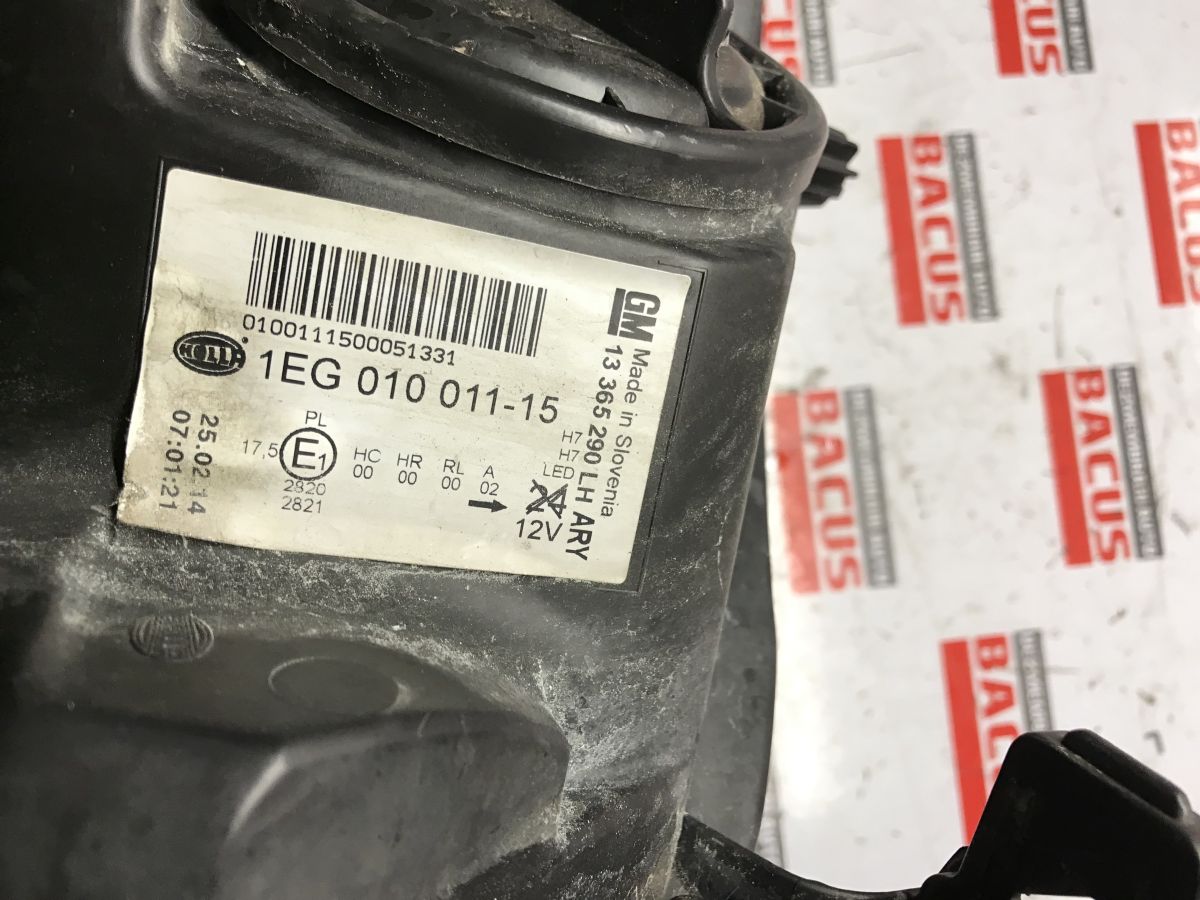 0100111500051331
HELLA
1EG 010 011-15
25.02.14
07:01:21
PL
17,5 E1
2820
2821
HC
00
HR
00
RL
00
A
02
H7
H7
LED
24
12V
GM
Made in Slovenia
13 365 290 LH ARY
BACUS
BACUS
BACUS
BACUS
BACUS
BACUS